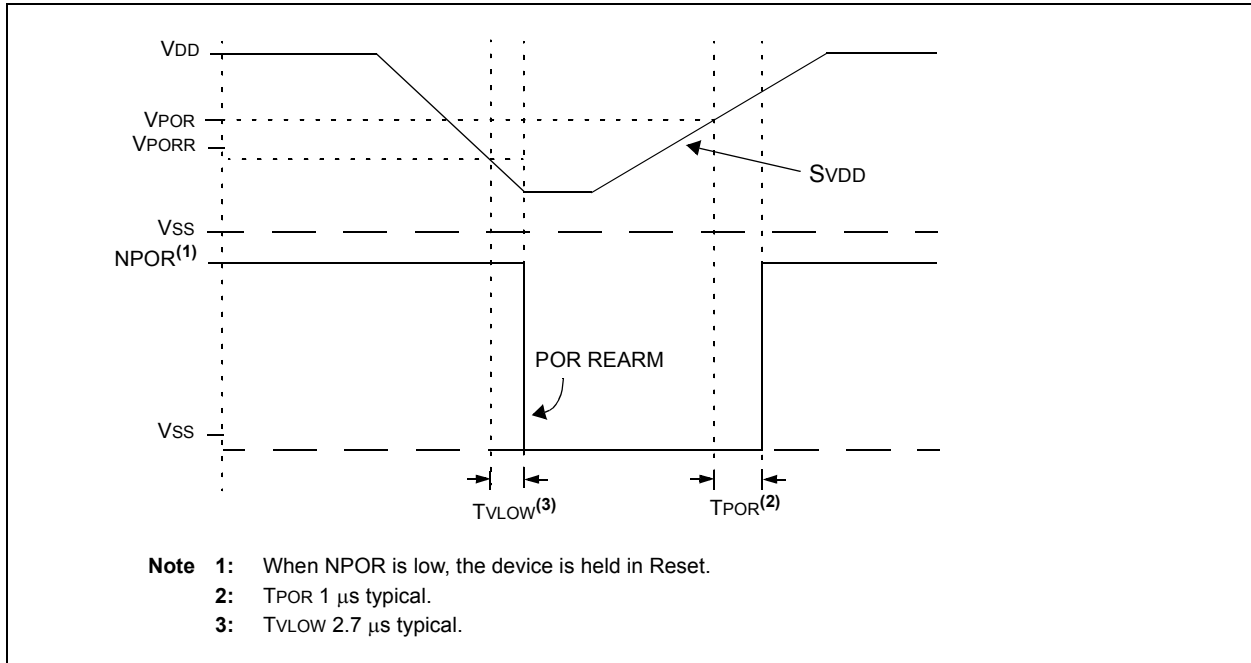 VDD
VPOR
VPORR
SVDD
VSS
NPOR(1)
POR REARM
VSS
TVLOW(3)
TPOR(2)
Note 1: When NPOR is low, the device is held in Reset.
2: TPOR 1 μs typical.
3: TVLOW 2.7 μs typical.